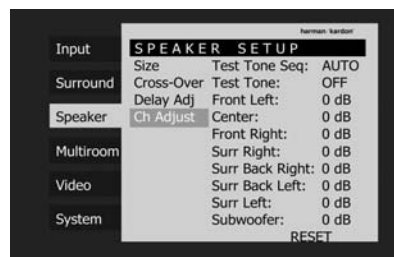 harman/kardon
Input
Surround
Speaker
Multiroom
Video
System
SPEAKER SETUP
Size
Cross-Over
Delay Adj
Ch Adjust
Test Tone Seq: AUTO
Test Tone: OFF
Front Left: 0 dB
Center: 0 dB
Front Right: 0 dB
Surr Right: 0 dB
Surr Back Right: 0 dB
Surr Back Left: 0 dB
Surr Left: 0 dB
Subwoofer: 0 dB
RESET